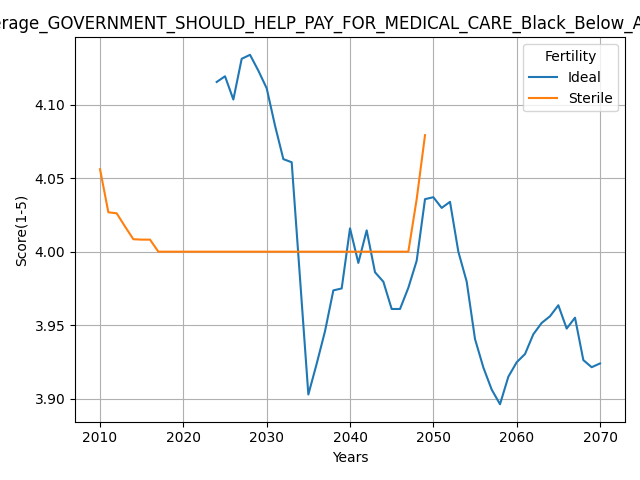 erage_GOVERNMENT_SHOULD_HELP_PAY_FOR_MEDICAL_CARE_Black_Below_A
Fertility
Ideal
Sterile
4.10
4.05
4.00
3.95
3.90
Score(1-5)
2010 2020 2030 2040 2050 2060 2070
Years